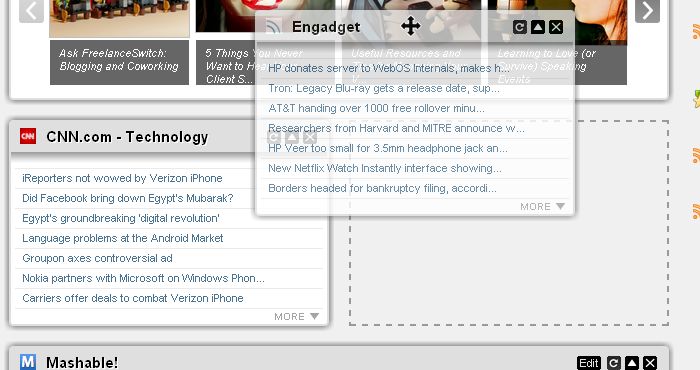 Ask FreelanceSwitch:
Blogging and Coworking
5 Things You Never
Want to Hea
Client S...
Useful Resources and
Learning to Love (or
Survive) Speaking
Events
Engadget
HP donates server to WebOS Internals, makes h...
Tron: Legacy Blu-ray gets a release date, sup...
AT&T handing over 1000 free rollover minu...
Researchers from Harvard and MITRE announce w...
HP Veer too small for 3.5mm headphone jack an...
New Netflix Watch Instantly interface showing...
Borders headed for bankruptcy filing, accordi...
MORE
CNN.com - Technology
iReporters not wowed by Verizon iPhone
Did Facebook bring down Egypt's Mubarak?
Egypt's groundbreaking 'digital revolution'
Language problems at the Android Market
Groupon axes controversial ad
Nokia partners with Microsoft on Windows Phon...
Carriers offer deals to combat Verizon iPhone
MORE
M Mashable!
Edit